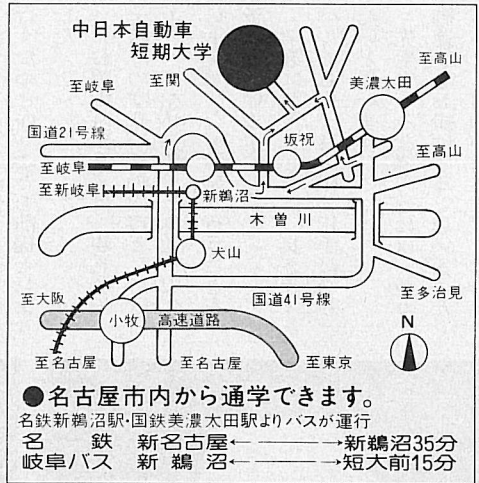 中日本自動車
短期大学
至高山
至関
美濃太田
至岐阜
国道21号線
坂祝
至岐阜
至高山
至新岐阜
新鵜沼
木曽川
犬山
至大阪
国道41号線
至多治見
小牧
高速道路
N
至名古屋
至名古屋
至東京
●名古屋市内から通学できます。
名鉄新鵜沼駅・国鉄美濃太田駅よりバスが運行
名鉄 新名古屋←→新鵜沼35分
岐阜バス 新鵜沼←→短大前15分